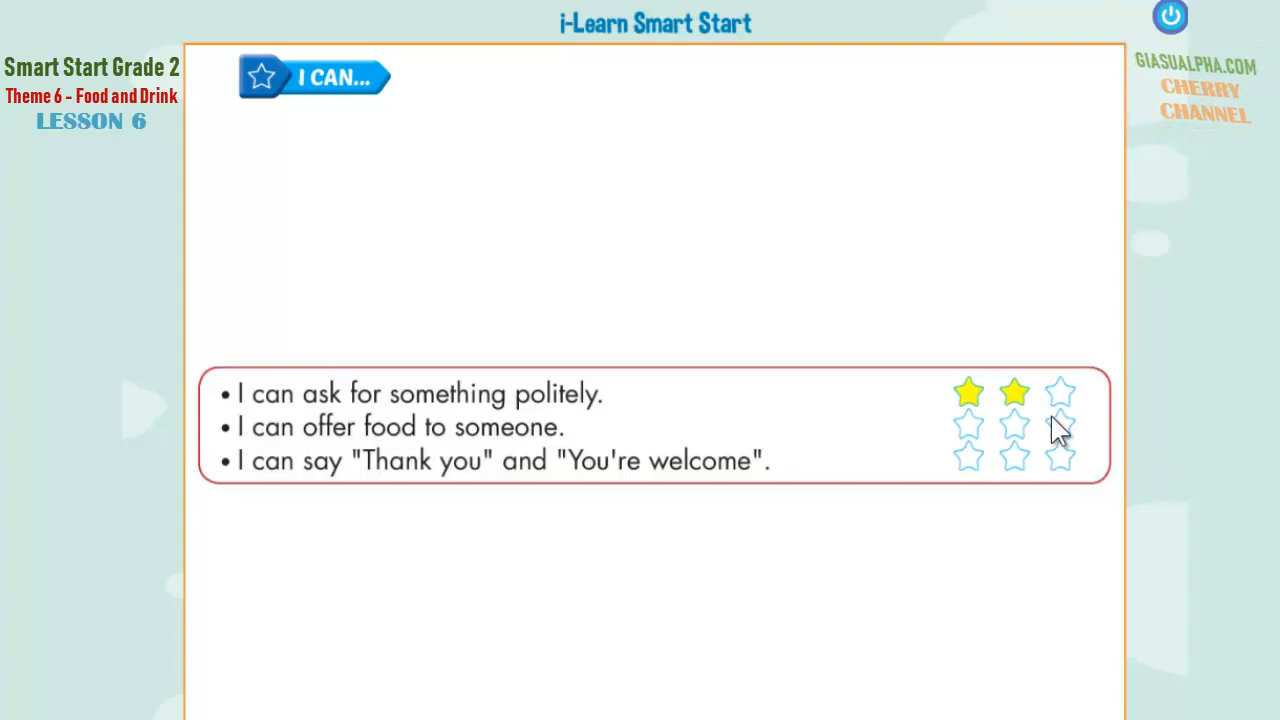 i-Learn Smart Start
Smart Start Grade 2
Theme 6 - Food and Drink
LESSON 6
GIASUALPHA.COM
CHERRY
CHANNEL
I CAN...
• I can ask for something politely.
• I can offer food to someone.
• I can say "Thank you" and "You're welcome".